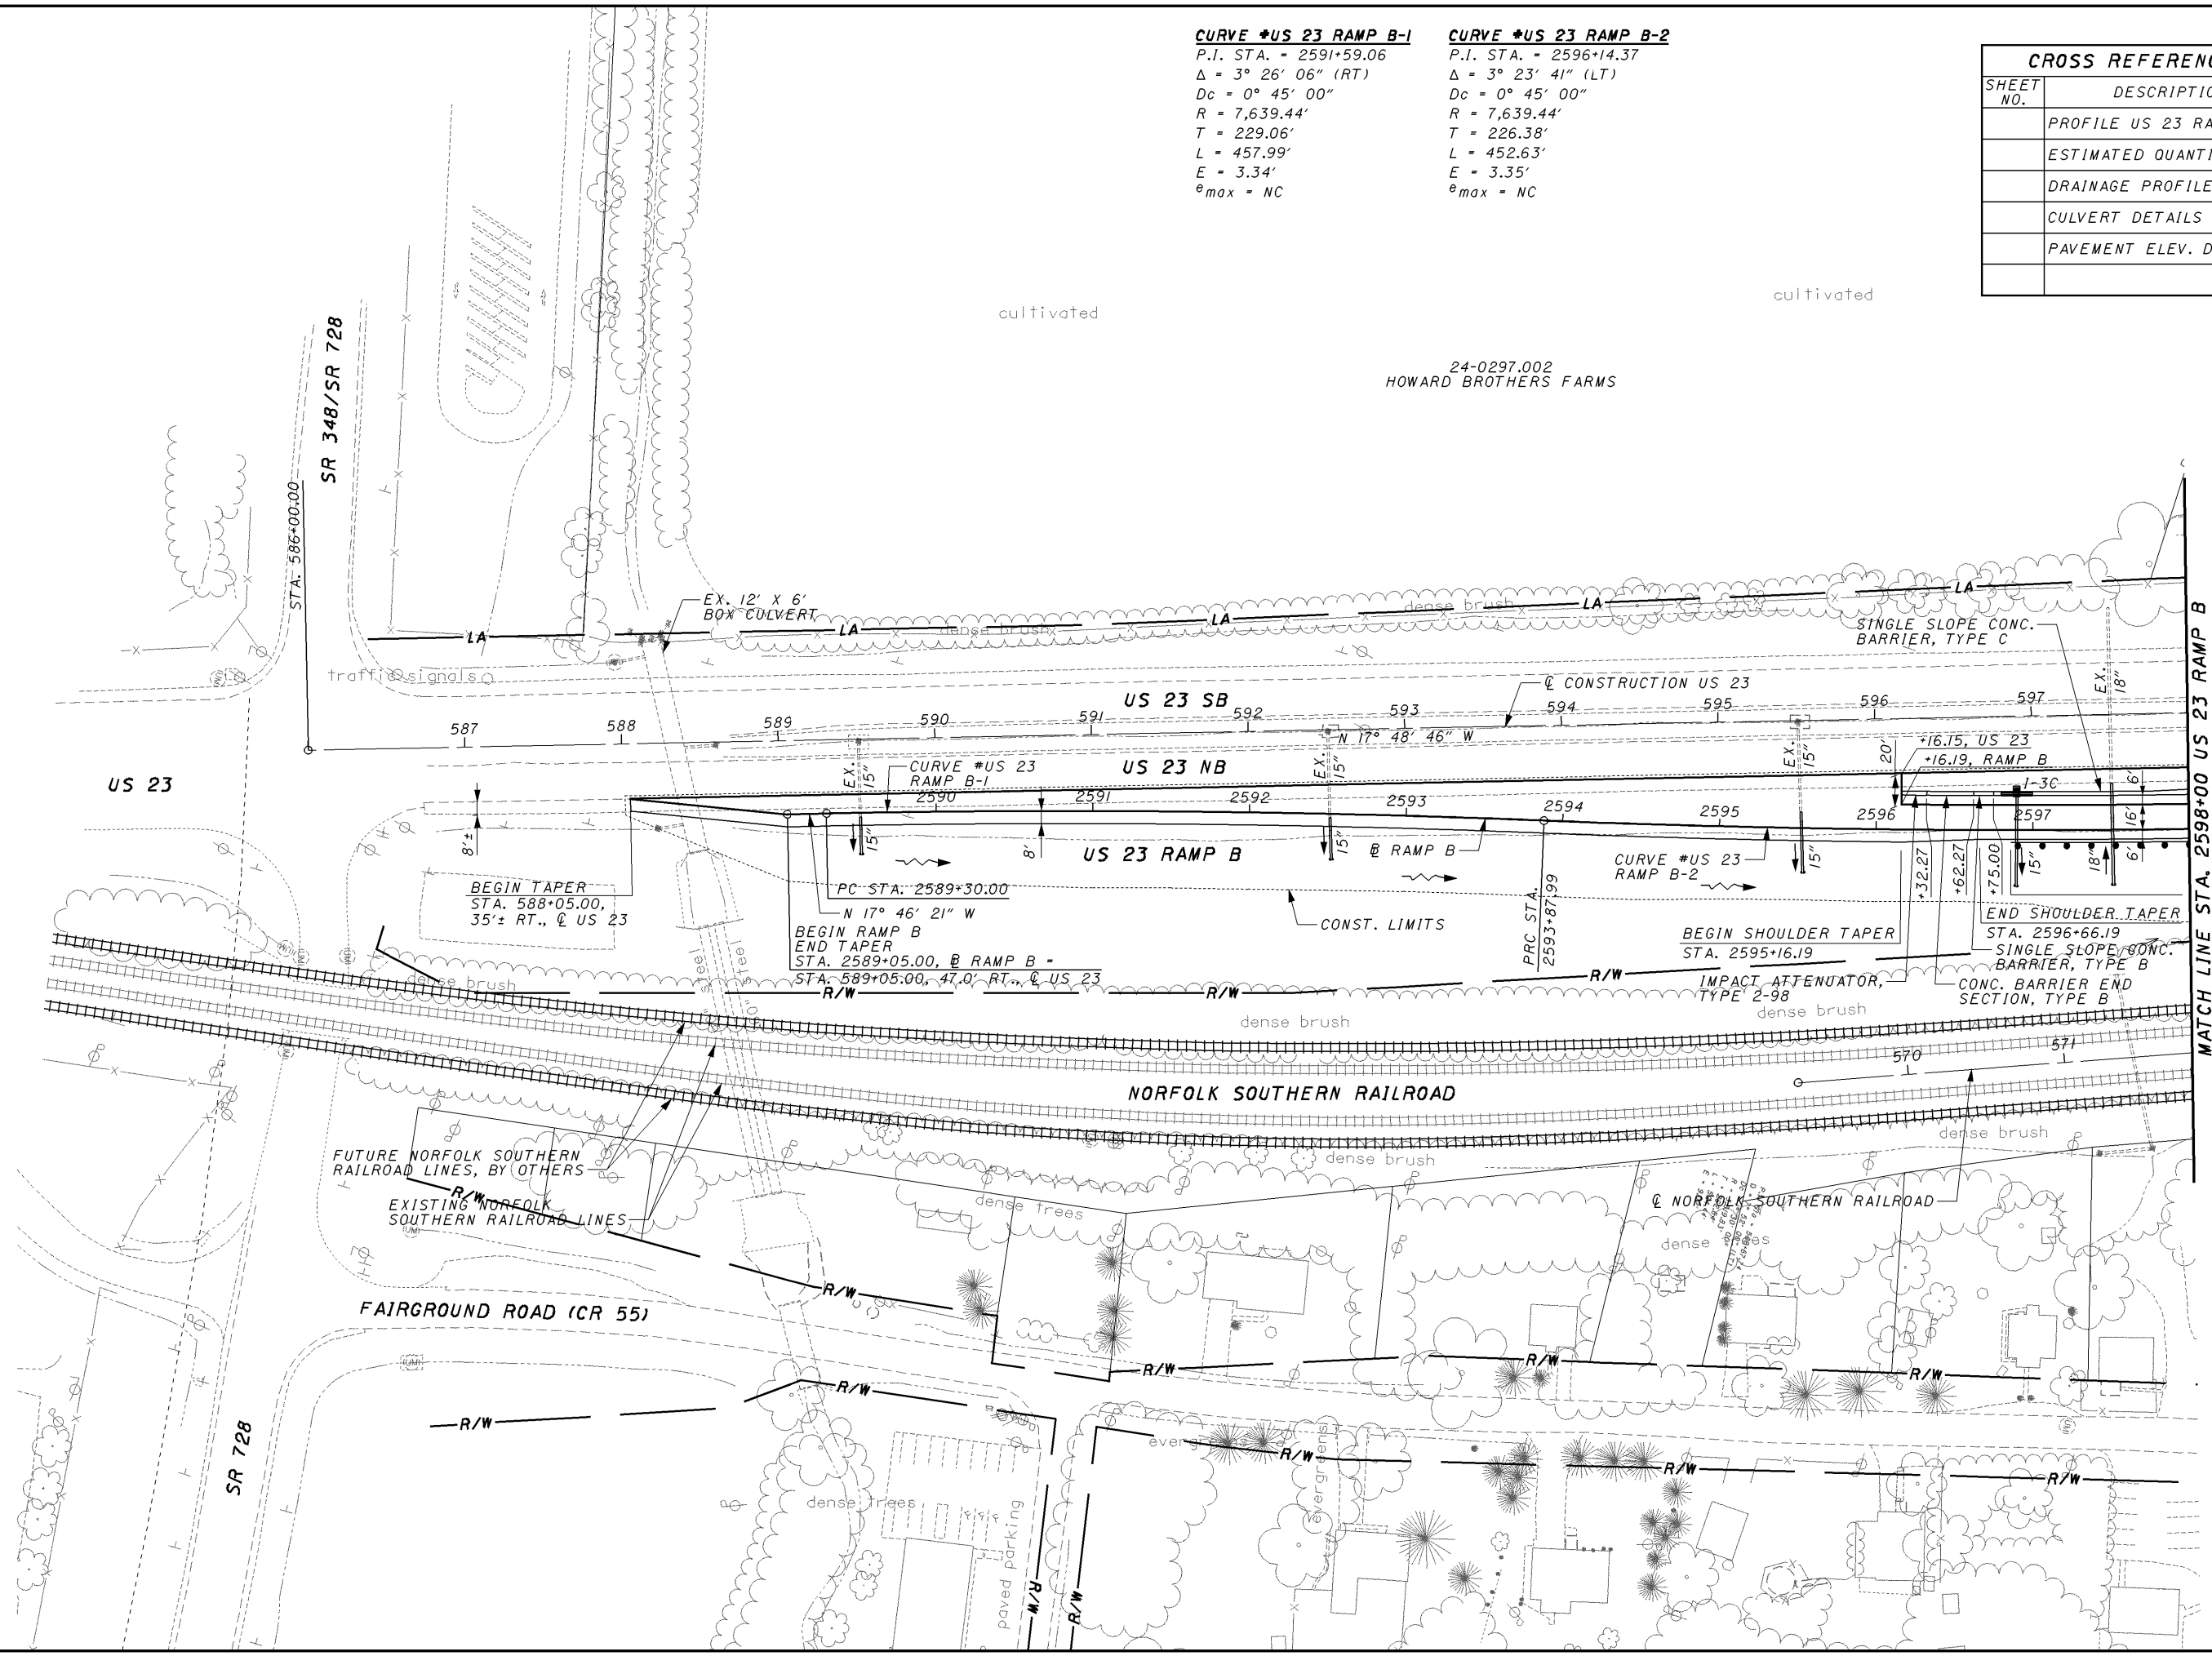 CURVE #US 23 RAMP B-1
P.I. STA. = 2591+59.06
Δ = 3° 26′ 06″ (RT)
Dc = 0° 45′ 00″
R = 7,639.44′
T = 229.06′
L = 457.99′
E = 3.34′
emax = NC
CURVE #US 23 RAMP B-2
P.I. STA. = 2596+14.37
Δ = 3° 23′ 41″ (LT)
Dc = 0° 45′ 00″
R = 7,639.44′
T = 226.38′
L = 452.63′
E = 3.35′
emax = NC
CROSS REFEREN
SHEET
NO.
DESCRIPTIO
PROFILE US 23 RA
ESTIMATED QUANTI
DRAINAGE PROFILE
CULVERT DETAILS
PAVEMENT ELEV. D
cultivated
cultivated
24-0297.002
HOWARD BROTHERS FARMS
SR 348/SR 728
STA. 586+00.00
EX. 12′ X 6′
BOX CULVERT
LA
LA
LA
LA
LA
dense brush
dense brush
traffic signals
SINGLE SLOPE CONC.
BARRIER, TYPE C
EX.
18″
US 23 SB
℄ CONSTRUCTION US 23
587
588
589
590
591
592
593
594
595
596
597
N 17° 48′ 46″ W
US 23
US 23 NB
CURVE #US 23
RAMP B-1
EX.
15″
EX.
15″
EX.
15″
20′
+16.15, US 23
+16.19, RAMP B
1-3C
6′
16′
6′
2590
2591
2592
2593
2594
2595
2596
2597
8′±
15″
8′
15″
15″
15″
18″
US 23 RAMP B
B RAMP B
CURVE #US 23
RAMP B-2
+32.27
+62.27
+75.00
BEGIN TAPER
STA. 588+05.00,
35′± RT., ℄ US 23
PC STA. 2589+30.00
N 17° 46′ 21″ W
BEGIN RAMP B
END TAPER
STA. 2589+05.00, B RAMP B =
STA. 589+05.00, 47.0′ RT., ℄ US 23
CONST. LIMITS
PRC STA.
2593+87.99
BEGIN SHOULDER TAPER
STA. 2595+16.19
END SHOULDER TAPER
STA. 2596+66.19
SINGLE SLOPE CONC.
BARRIER, TYPE B
IMPACT ATTENUATOR,
TYPE 2-98
CONC. BARRIER END
SECTION, TYPE B
MATCH LINE STA. 2598+00 US 23 RAMP B
steel
steel
R/W
R/W
R/W
dense brush
dense brush
dense brush
570
571
NORFOLK SOUTHERN RAILROAD
dense brush
dense brush
FUTURE NORFOLK SOUTHERN
RAILROAD LINES, BY OTHERS
R/W
EXISTING NORFOLK
SOUTHERN RAILROAD LINES
dense trees
℄ NORFOLK SOUTHERN RAILROAD
dense trees
R/W
FAIRGROUND ROAD (CR 55)
R/W
R/W
R/W
R/W
R/W
evergreens
R/W
R/W
R/W
evergreens
SR 728
dense trees
paved parking
R/W
R/W